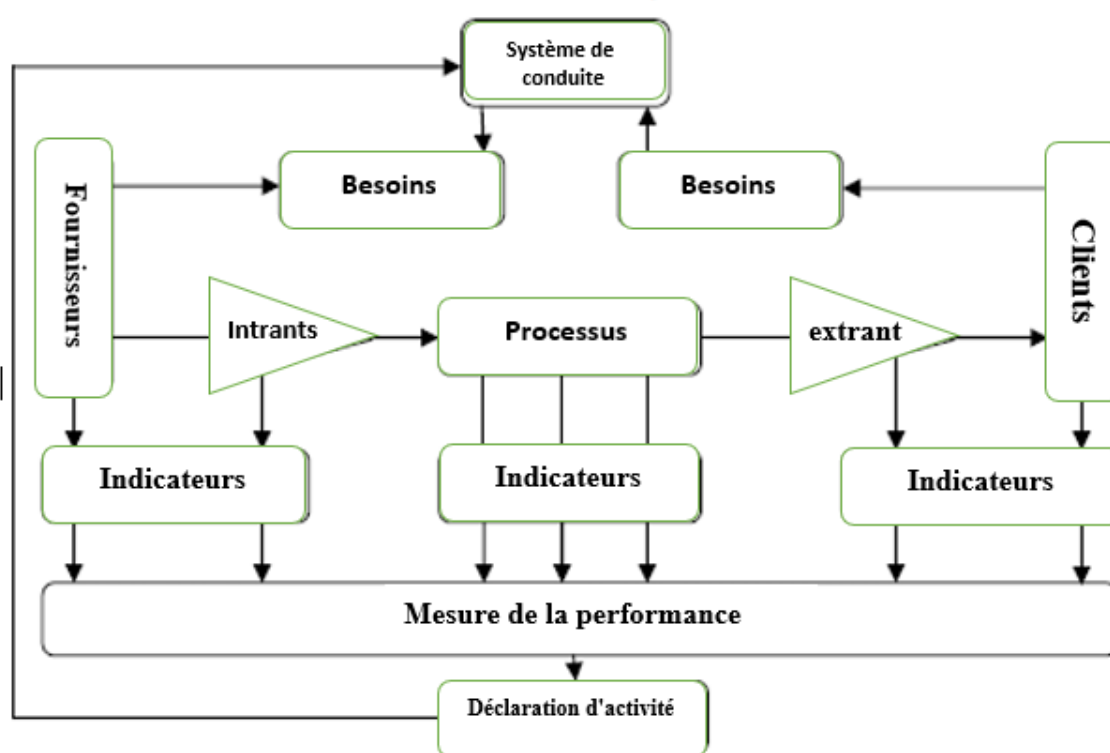 Système de
conduite
Fournisseurs
Besoins
Besoins
Clients
Intrants
Processus
extrant
Indicateurs
Indicateurs
Indicateurs
Mesure de la performance
Déclaration d'activité